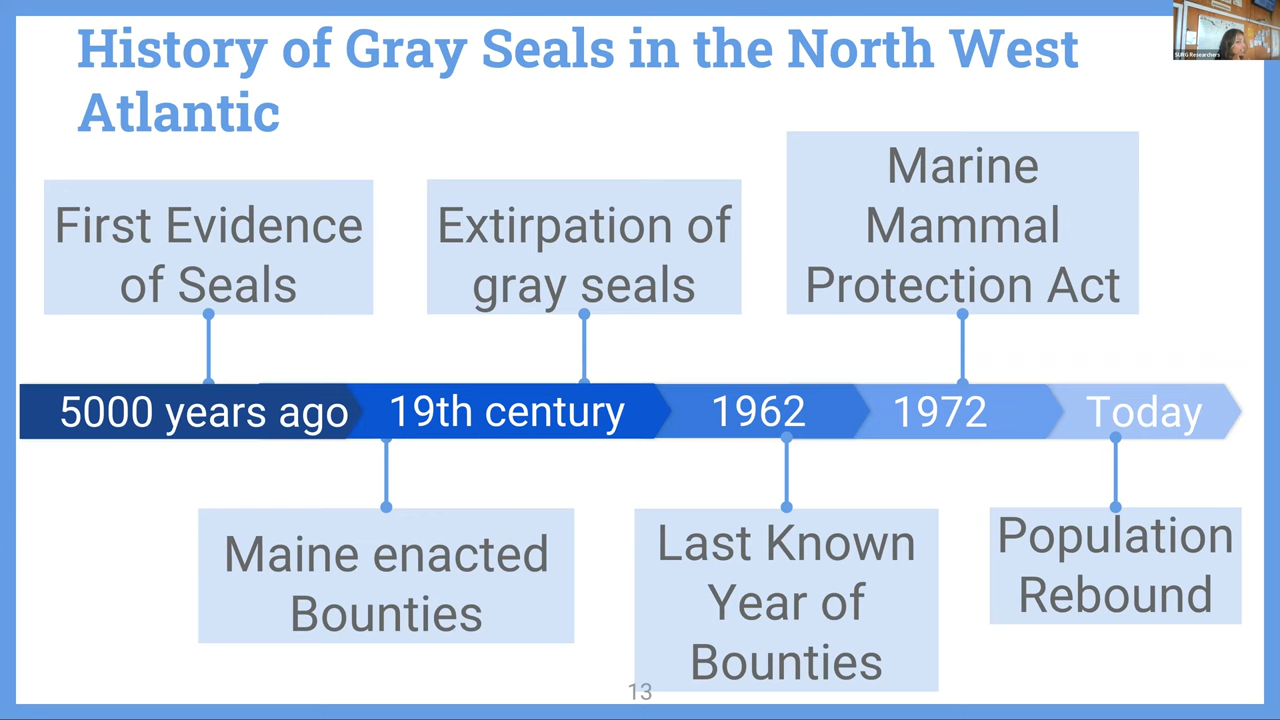 History of Gray Seals in the North West
Atlantic
SURG Researchers
First Evidence
of Seals
Extirpation of
gray seals
Marine
Mammal
Protection Act
5000 years ago
19th century
1962
1972
Today
Maine enacted
Bounties
Last Known
Year of
Bounties
Population
Rebound
13